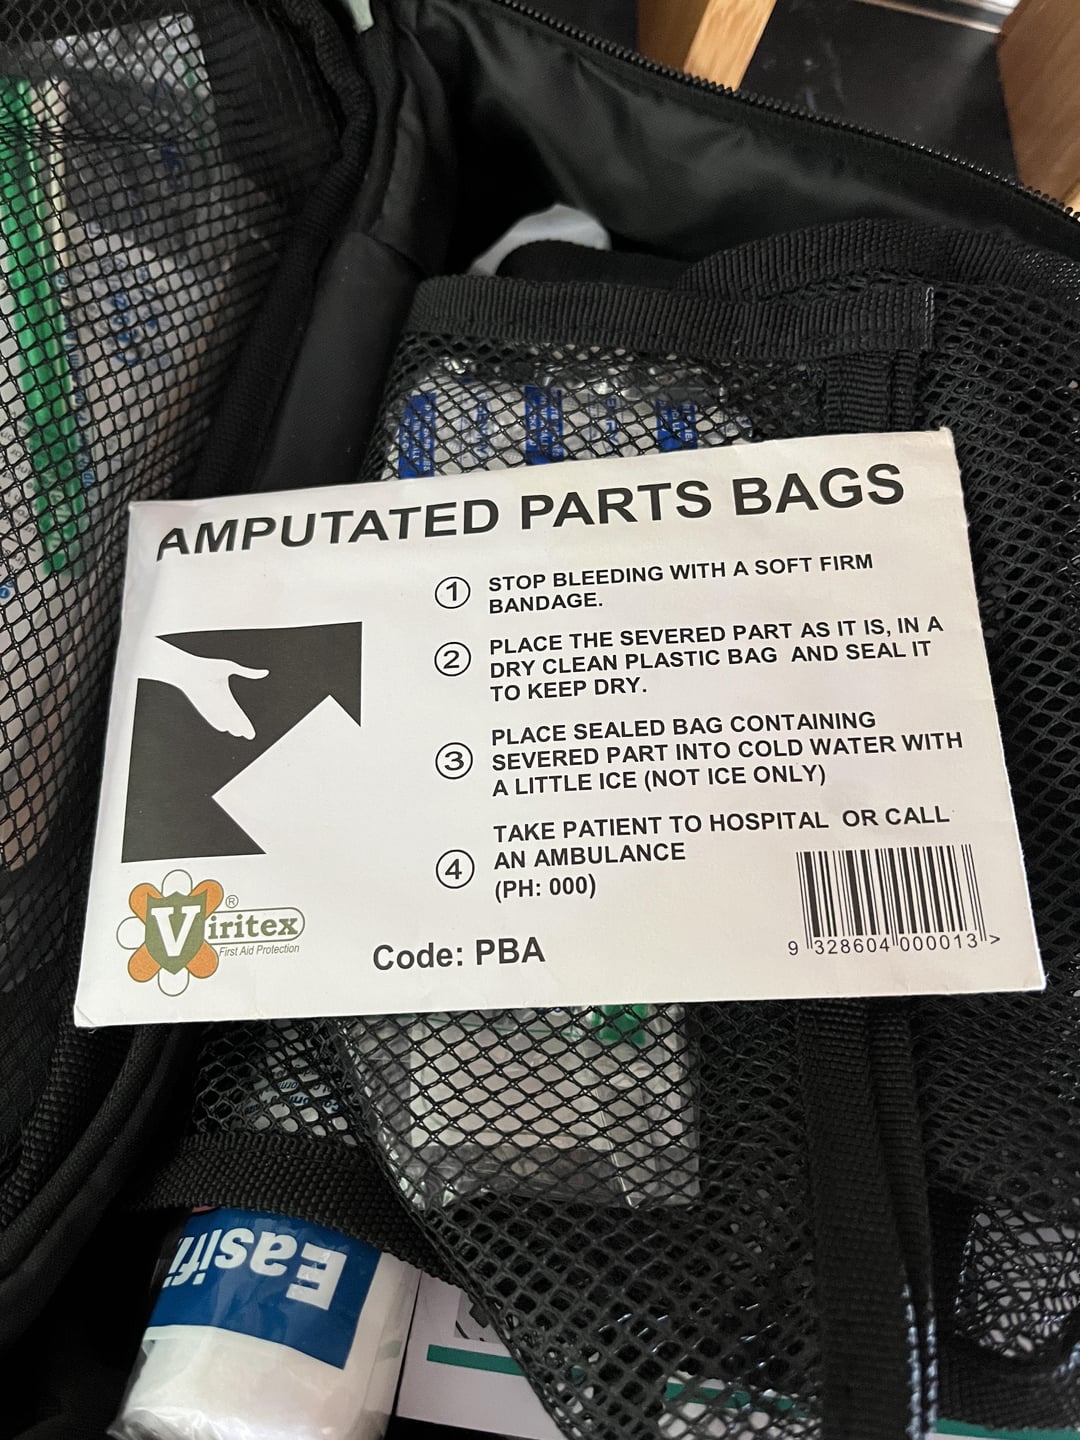 AMPUTATED PARTS BAGS
1 STOP BLEEDING WITH A SOFT FIRM
BANDAGE.
2 PLACE THE SEVERED PART AS IT IS, IN A
DRY CLEAN PLASTIC BAG AND SEAL IT
TO KEEP DRY.
3 PLACE SEALED BAG CONTAINING
SEVERED PART INTO COLD WATER WITH
A LITTLE ICE (NOT ICE ONLY)
4 TAKE PATIENT TO HOSPITAL OR CALL
AN AMBULANCE
(PH: 000)
Viritex ®
First Aid Protection
Code: PBA
9 328604 000013 >
Easifi